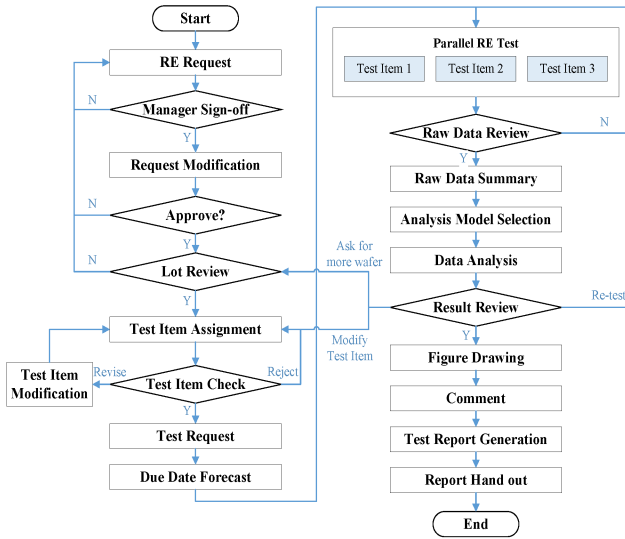 Start
RE Request
N
Manager Sign-off
Y
Request Modification
N
Approve?
Y
N
Lot Review
Y
Test Item Assignment
Test Item
Modification
Revise
Test Item Check
Reject
Y
Test Request
Due Date Forecast
Parallel RE Test
Test Item 1
Test Item 2
Test Item 3
Raw Data Review
N
Y
Raw Data Summary
Analysis Model Selection
Data Analysis
Ask for
more wafer
Result Review
Re-test
Modify
Test Item
Y
Figure Drawing
Comment
Test Report Generation
Report Hand out
End